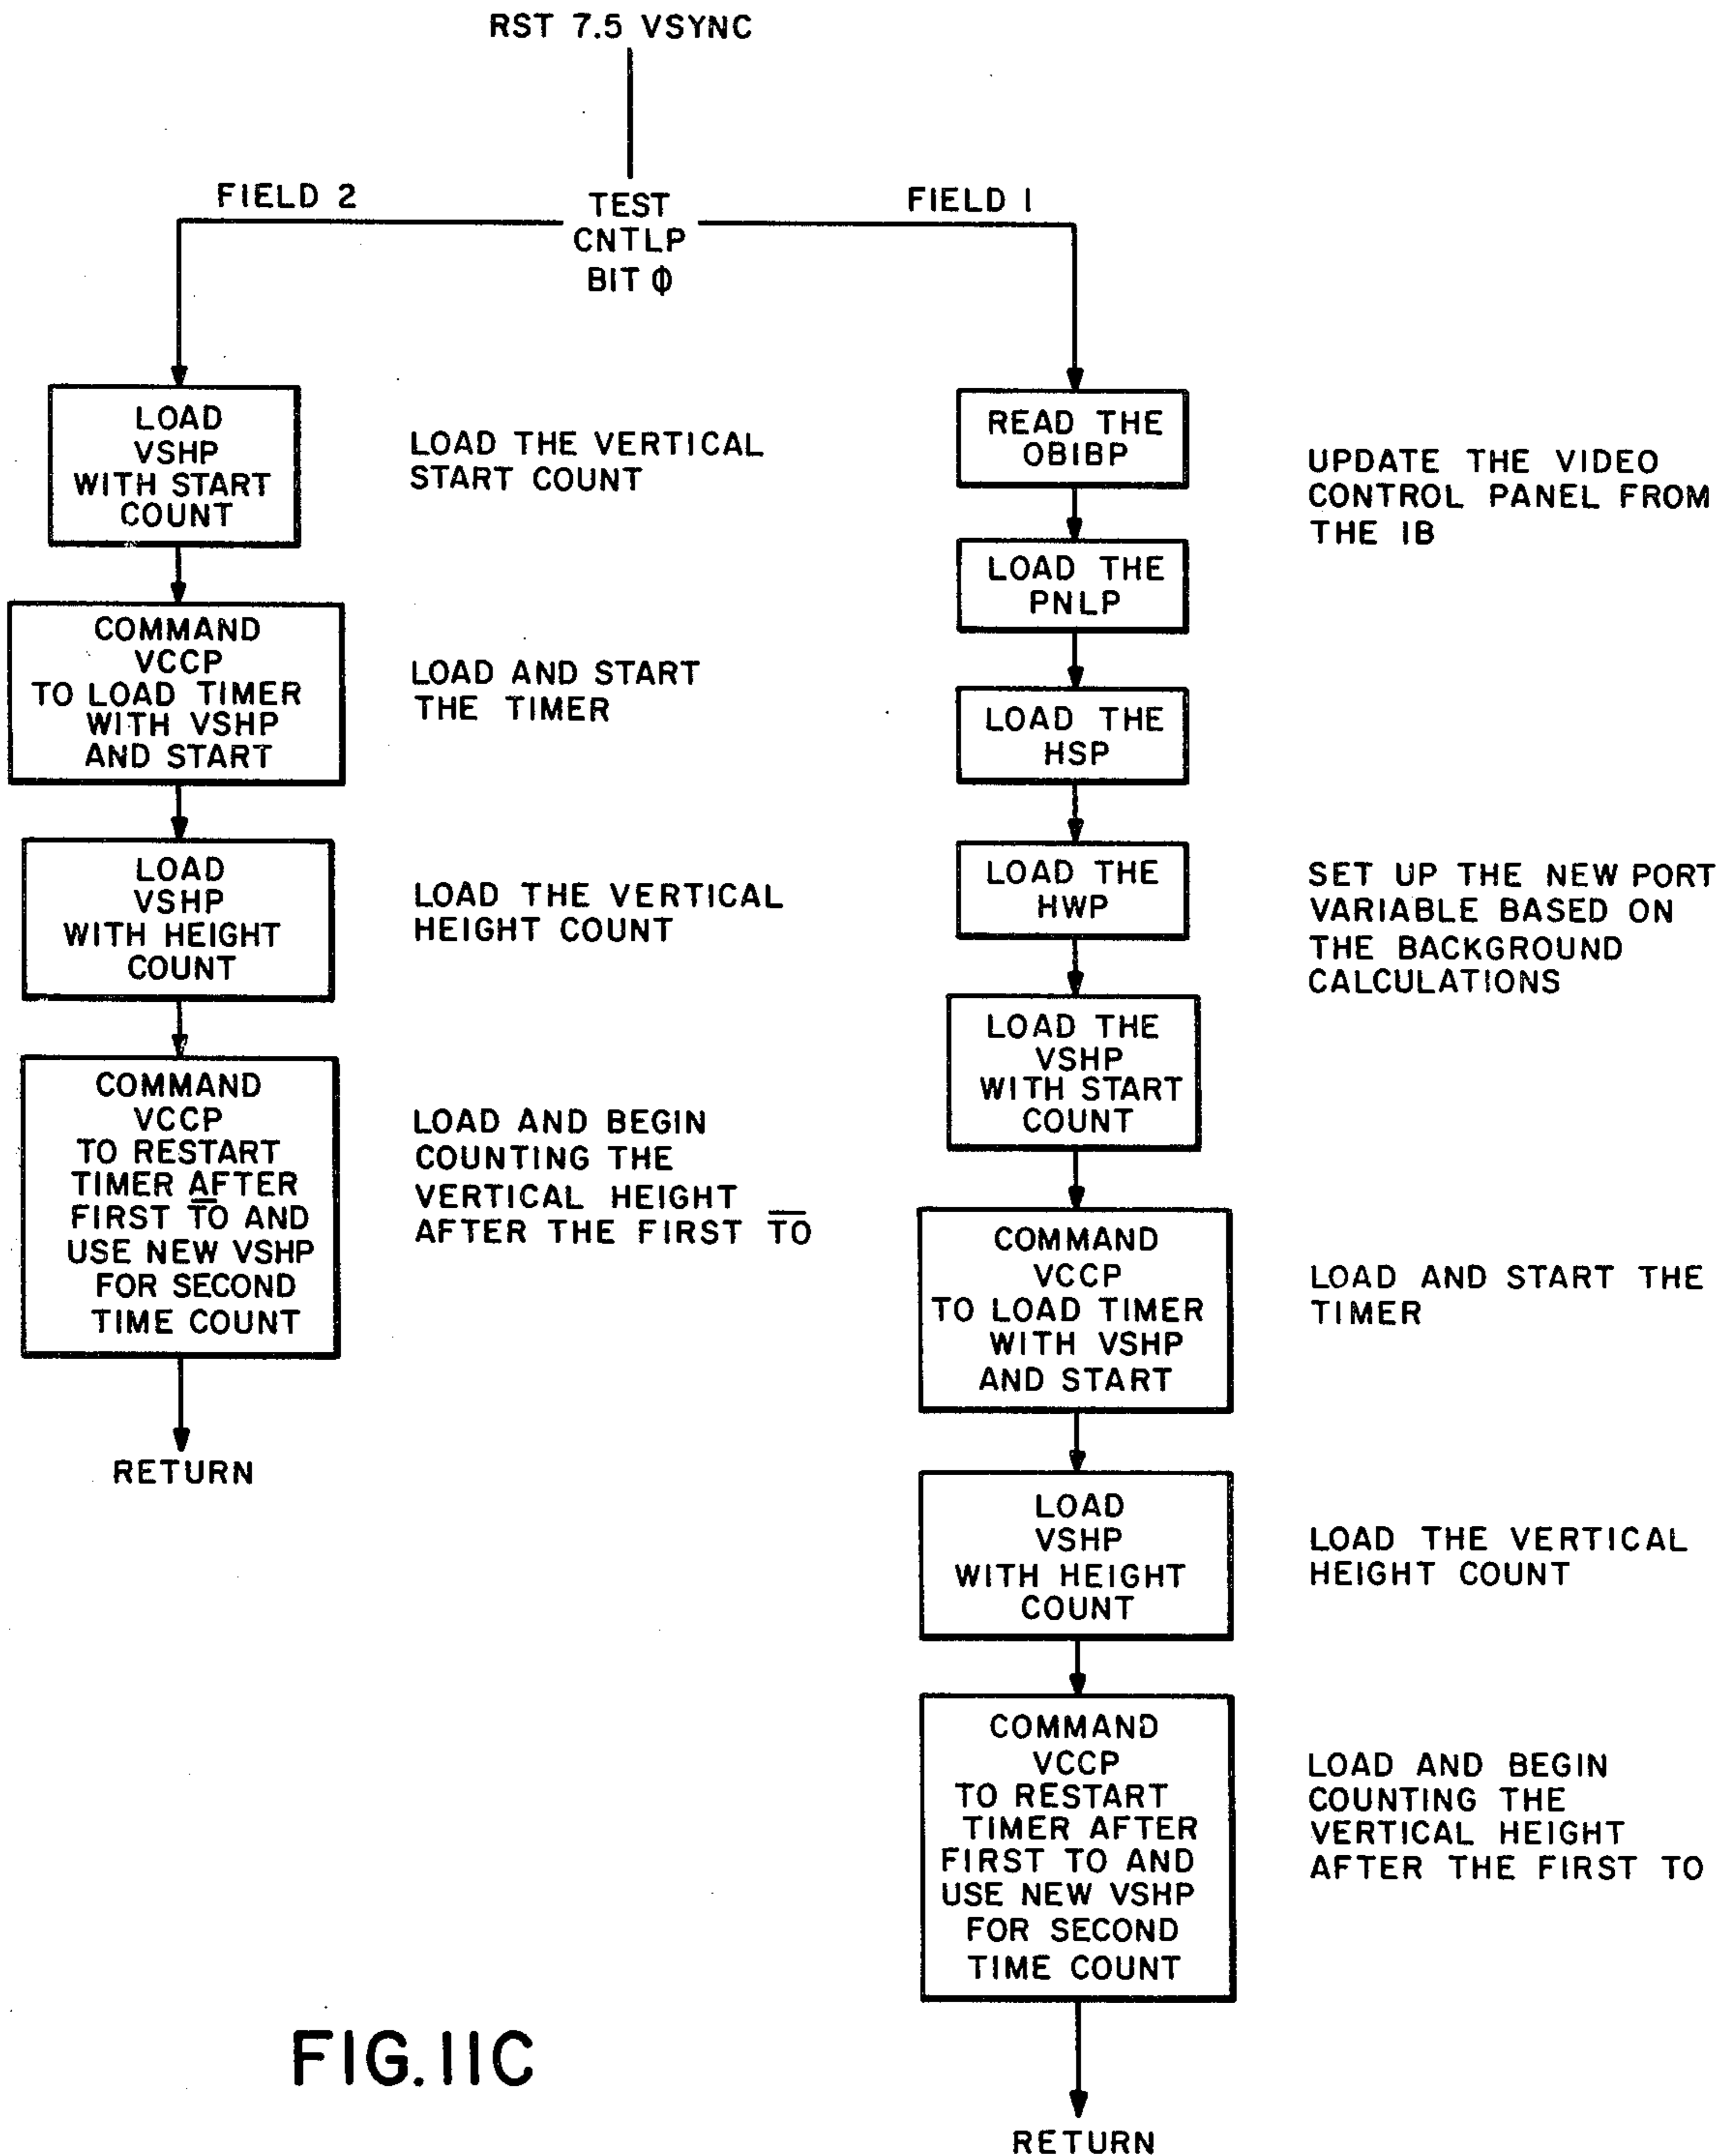 RST 7.5 VSYNC
FIELD 2
TEST
CNTLP
BIT ϕ
FIELD 1
LOAD
VSHP
WITH START
COUNT
LOAD THE VERTICAL
START COUNT
COMMAND
VCCP
TO LOAD TIMER
WITH VSHP
AND START
LOAD AND START
THE TIMER
LOAD
VSHP
WITH HEIGHT
COUNT
LOAD THE VERTICAL
HEIGHT COUNT
COMMAND
VCCP
TO RESTART
TIMER AFTER
FIRST T̅O̅ AND
USE NEW VSHP
FOR SECOND
TIME COUNT
LOAD AND BEGIN
COUNTING THE
VERTICAL HEIGHT
AFTER THE FIRST T̅O̅
RETURN
READ THE
OBIBP
UPDATE THE VIDEO
CONTROL PANEL FROM
THE IB
LOAD THE
PNLP
LOAD THE
HSP
LOAD THE
HWP
SET UP THE NEW PORT
VARIABLE BASED ON
THE BACKGROUND
CALCULATIONS
LOAD THE
VSHP
WITH START
COUNT
COMMAND
VCCP
TO LOAD TIMER
WITH VSHP
AND START
LOAD AND START THE
TIMER
LOAD
VSHP
WITH HEIGHT
COUNT
LOAD THE VERTICAL
HEIGHT COUNT
COMMAND
VCCP
TO RESTART
TIMER AFTER
FIRST TO AND
USE NEW VSHP
FOR SECOND
TIME COUNT
LOAD AND BEGIN
COUNTING THE
VERTICAL HEIGHT
AFTER THE FIRST TO
RETURN
FIG. 11C